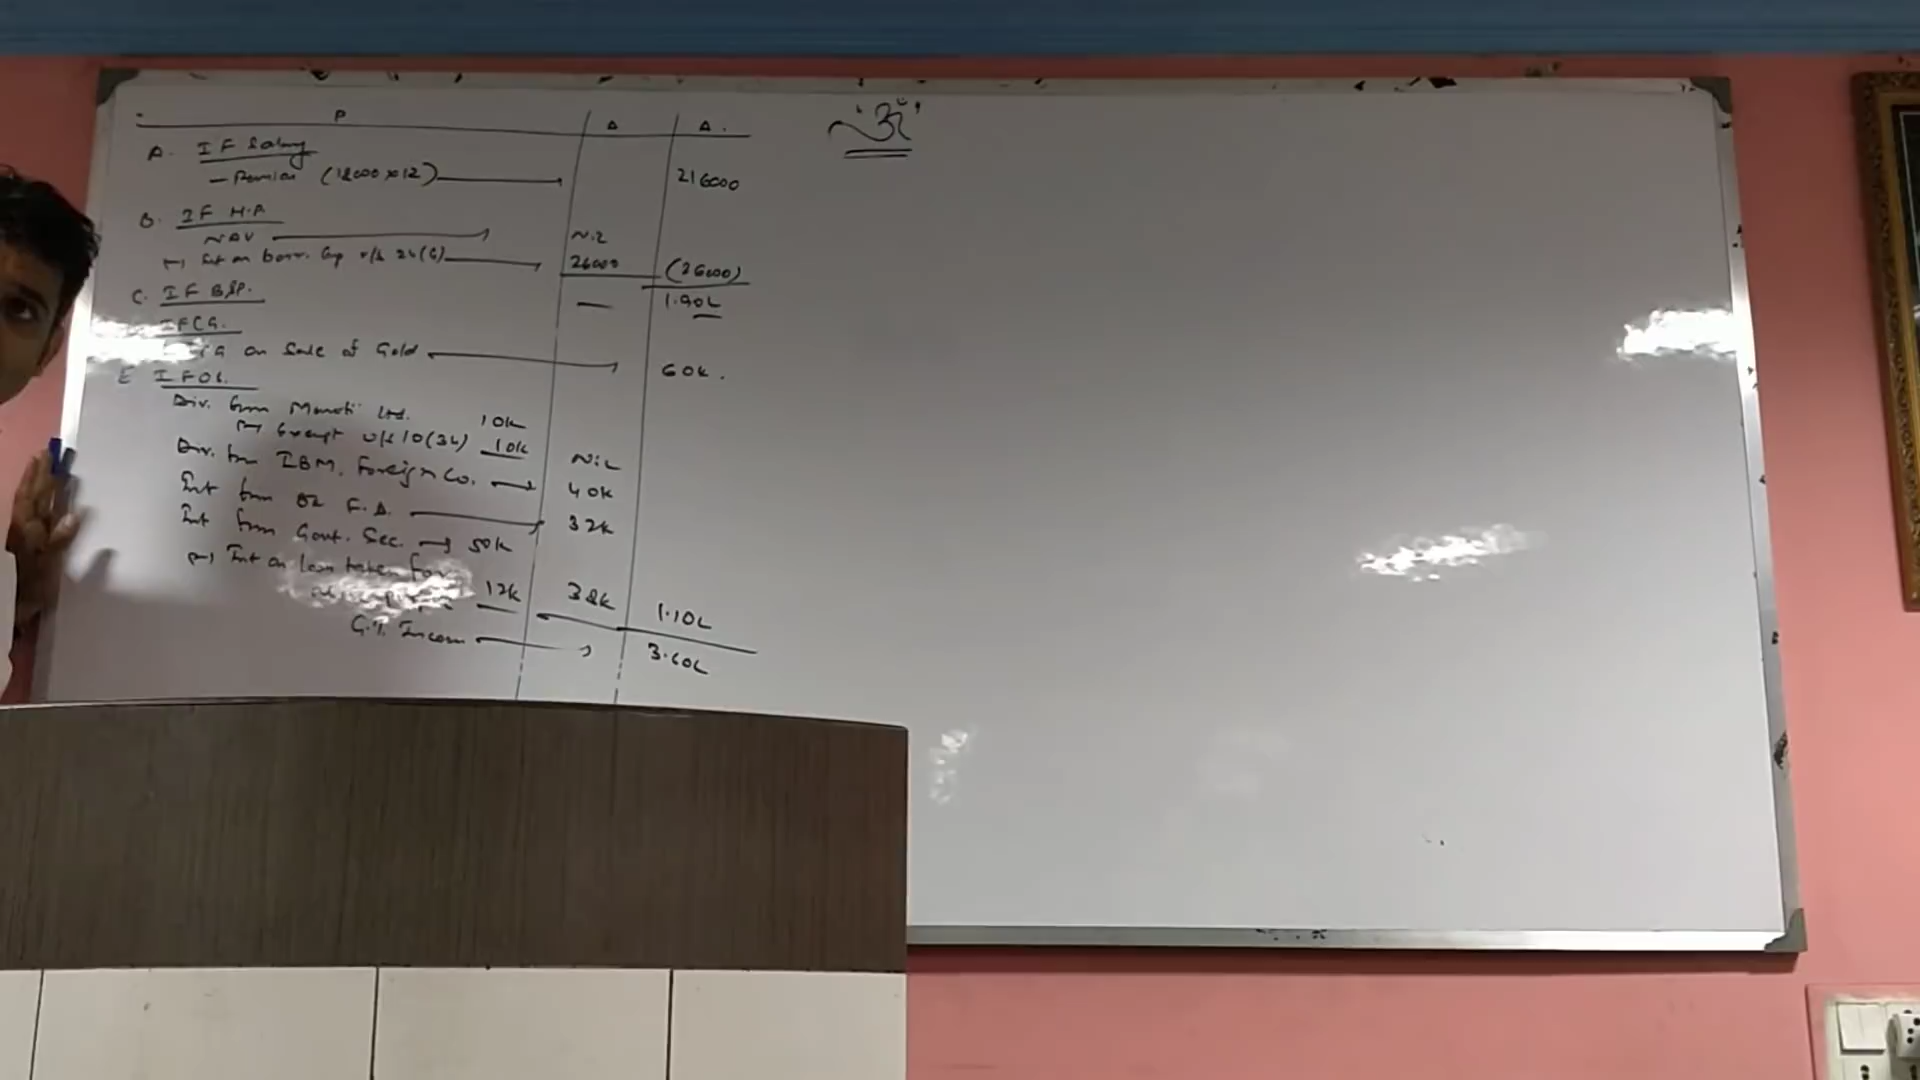 P | A | A.
ॐ
A. IF Salary
— Pension (18000 x 12) 216000
B. IF H.P.
NAV Nil
(-) Int on borr. Cap u/s 24(b) 26000 (26000)
C. IF B&P. — 1.90L
IFCG.
CG on Sale of Gold 60k.
E IFOS.
Div. from Maruti Ltd. 10k
(-) Exempt u/s 10(34) 10k Nil
Div. from IBM, Foreign Co. 40k
Int from F.D. 32k
Int from Govt. Sec. 50k
(-) Int on loan taken for
12k 38k 1.10L
G.T. Income 3.60L